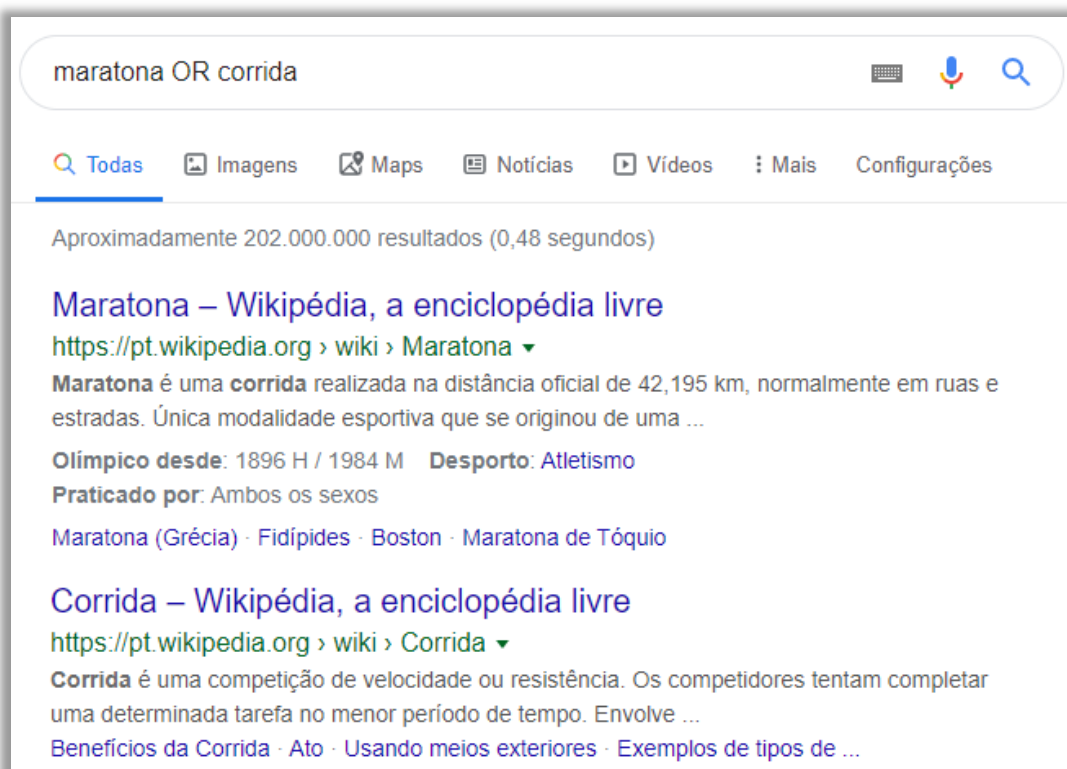 maratona OR corrida
Todas Imagens Maps Notícias Vídeos Mais Configurações
Aproximadamente 202.000.000 resultados (0,48 segundos)
Maratona – Wikipédia, a enciclopédia livre
https://pt.wikipedia.org › wiki › Maratona
Maratona é uma corrida realizada na distância oficial de 42,195 km, normalmente em ruas e
estradas. Única modalidade esportiva que se originou de uma ...
Olímpico desde: 1896 H / 1984 M Desporto: Atletismo
Praticado por: Ambos os sexos
Maratona (Grécia) · Fidípides · Boston · Maratona de Tóquio
Corrida – Wikipédia, a enciclopédia livre
https://pt.wikipedia.org › wiki › Corrida
Corrida é uma competição de velocidade ou resistência. Os competidores tentam completar
uma determinada tarefa no menor período de tempo. Envolve ...
Benefícios da Corrida · Ato · Usando meios exteriores · Exemplos de tipos de ...